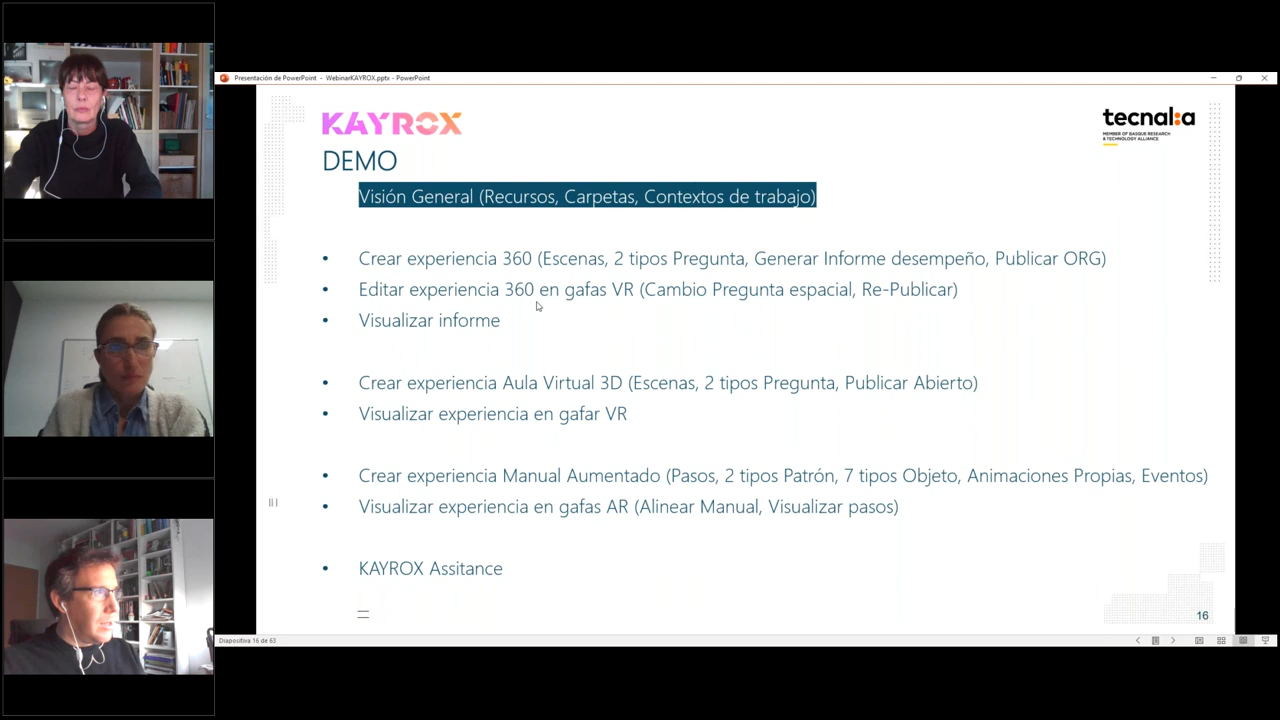 Presentación de PowerPoint - WebinarKAYROX.pptx - PowerPoint
KAYROX
tecnal:a
MEMBER OF BASQUE RESEARCH
& TECHNOLOGY ALLIANCE
DEMO
Visión General (Recursos, Carpetas, Contextos de trabajo)
• Crear experiencia 360 (Escenas, 2 tipos Pregunta, Generar Informe desempeño, Publicar ORG)
• Editar experiencia 360 en gafas VR (Cambio Pregunta espacial, Re-Publicar)
• Visualizar informe
• Crear experiencia Aula Virtual 3D (Escenas, 2 tipos Pregunta, Publicar Abierto)
• Visualizar experiencia en gafar VR
• Crear experiencia Manual Aumentado (Pasos, 2 tipos Patrón, 7 tipos Objeto, Animaciones Propias, Eventos)
• Visualizar experiencia en gafas AR (Alinear Manual, Visualizar pasos)
• KAYROX Assitance
16
Diapositiva 16 de 63